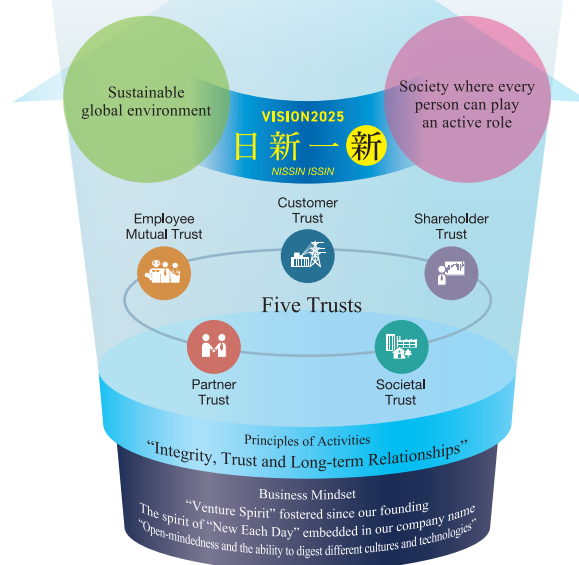 Sustainable
global environment
Society where every
person can play
an active role
VISION2025
日新一新
NISSIN ISSIN
Customer
Trust
Employee
Mutual Trust
Shareholder
Trust
Five Trusts
Partner
Trust
Societal
Trust
Principles of Activities
“Integrity, Trust and Long-term Relationships”
Business Mindset
“Venture Spirit” fostered since our founding
The spirit of “New Each Day” embedded in our company name
“Open-mindedness and the ability to digest different cultures and technologies”